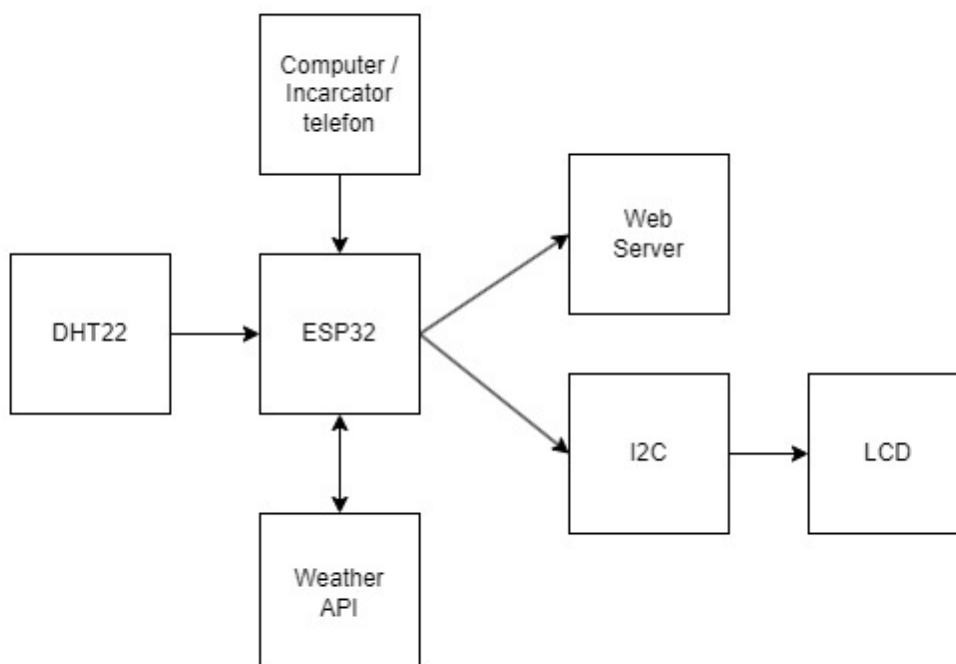 Computer /
Incarcator
telefon
Web
Server
DHT22
ESP32
I2C
LCD
Weather
API